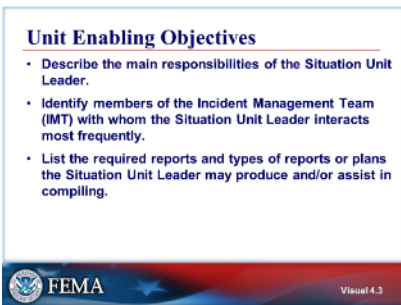 Unit Enabling Objectives
• Describe the main responsibilities of the Situation Unit
Leader.
• Identify members of the Incident Management Team
(IMT) with whom the Situation Unit Leader interacts
most frequently.
• List the required reports and types of reports or plans
the Situation Unit Leader may produce and/or assist in
compiling.
FEMA
Visual 4.3